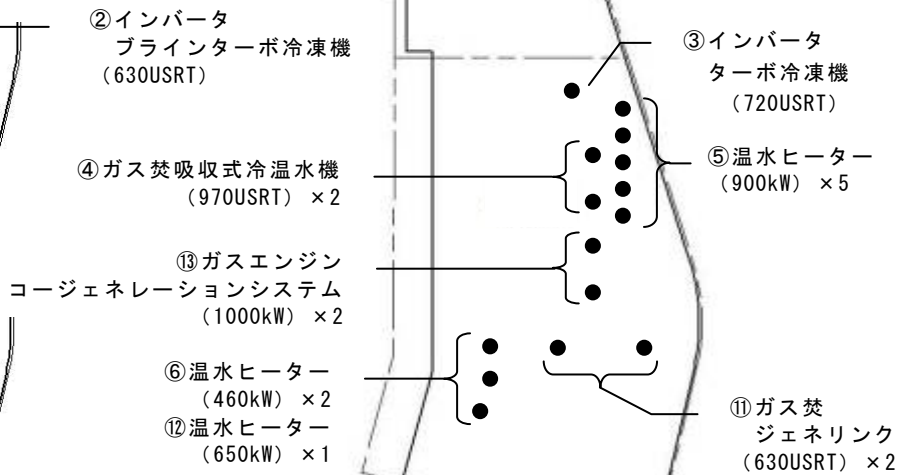 ②インバータ
ブラインターボ冷凍機
(630USRT)
③インバータ
ターボ冷凍機
(720USRT)
④ガス焚吸収式冷温水機
(970USRT) ×2
⑤温水ヒーター
(900kW) ×5
⑬ガスエンジン
コージェネレーションシステム
(1000kW) ×2
⑥温水ヒーター
(460kW) ×2
⑫温水ヒーター
(650kW) ×1
⑪ガス焚
ジェネリンク
(630USRT) ×2